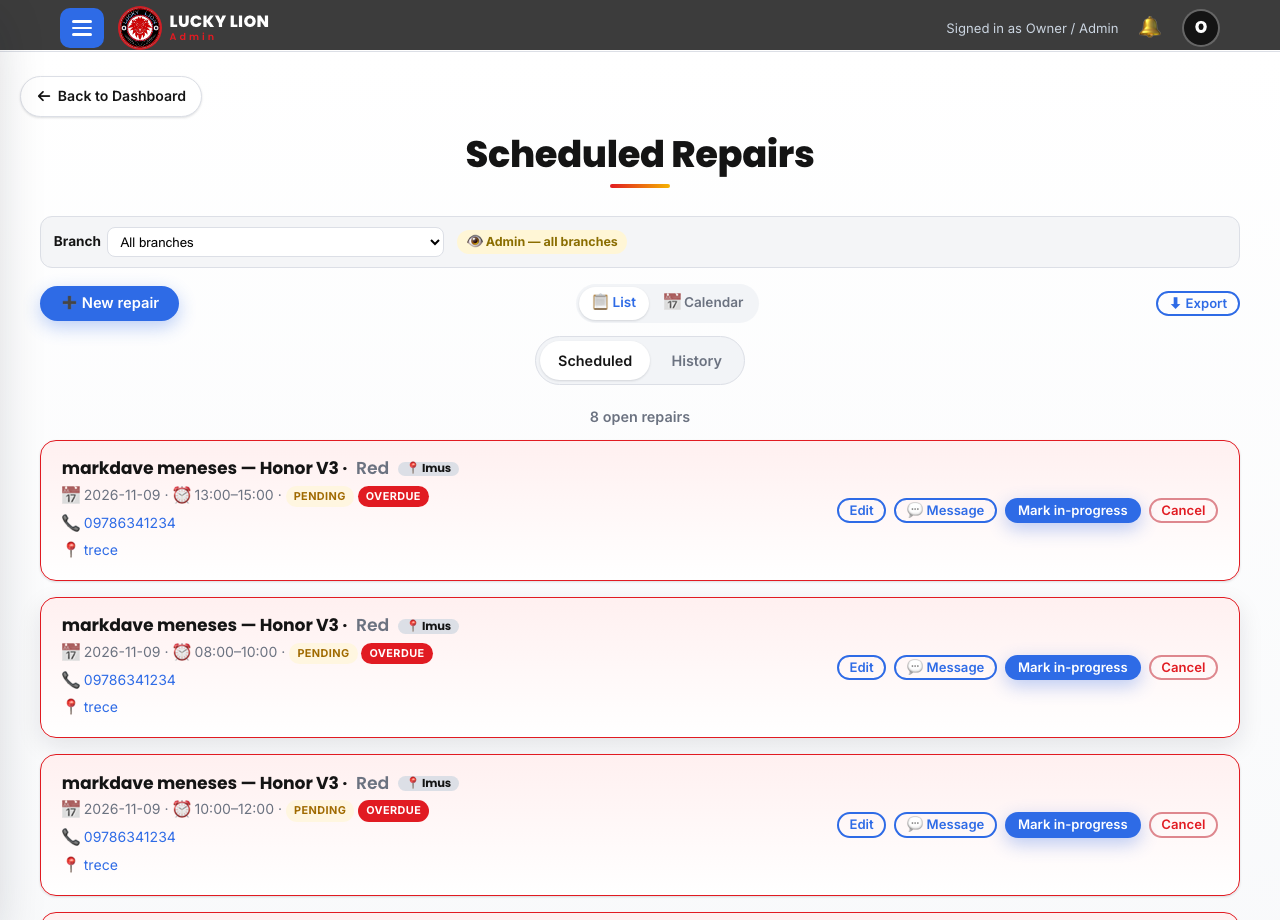 LUCKY LION
Admin
Signed in as Owner / Admin
O
← Back to Dashboard
Scheduled Repairs
Branch
All branches
Admin — all branches
New repair
List
Calendar
Export
Scheduled
History
8 open repairs
markdave meneses — Honor V3 · Red
Imus
2026-11-09 · 13:00–15:00 · PENDING OVERDUE
09786341234
trece
Edit
Message
Mark in-progress
Cancel
markdave meneses — Honor V3 · Red
Imus
2026-11-09 · 08:00–10:00 · PENDING OVERDUE
09786341234
trece
Edit
Message
Mark in-progress
Cancel
markdave meneses — Honor V3 · Red
Imus
2026-11-09 · 10:00–12:00 · PENDING OVERDUE
09786341234
trece
Edit
Message
Mark in-progress
Cancel